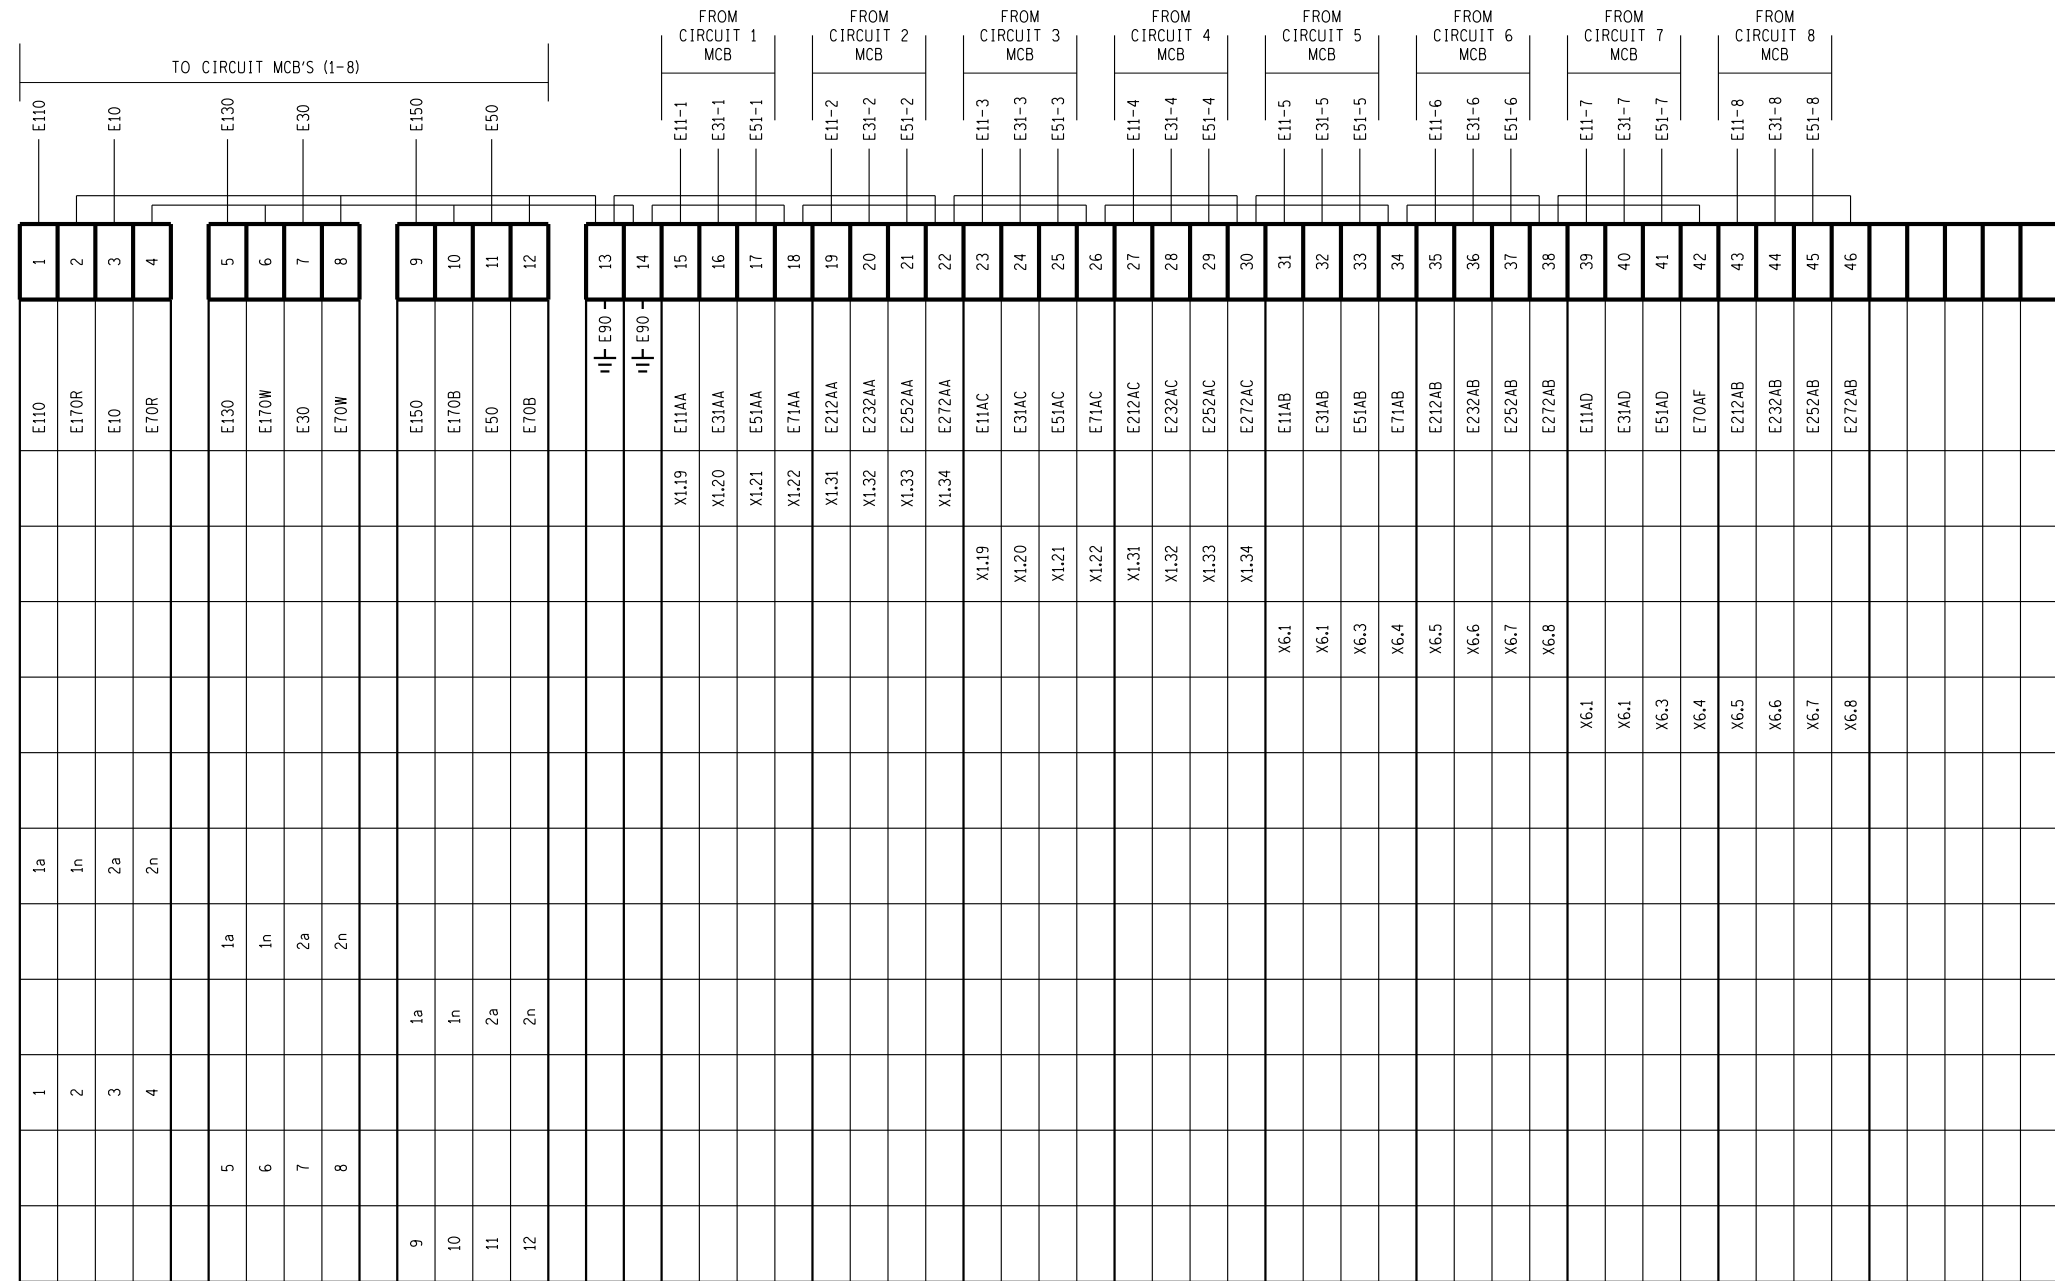 FROM FROM FROM FROM FROM FROM FROM FROM
CIRCUIT 1 CIRCUIT 2 CIRCUIT 3 CIRCUIT 4 CIRCUIT 5 CIRCUIT 6 CIRCUIT 7 CIRCUIT 8
MCB MCB MCB MCB MCB MCB MCB MCB
TO CIRCUIT MCB'S (1-8)
E110 E10 E130 E30 E150 E50 E11-1 E31-1 E51-1 E11-2 E31-2 E51-2 E11-3 E31-3 E51-3 E11-4 E31-4 E51-4 E11-5 E31-5 E51-5 E11-6 E31-6 E51-6 E11-7 E31-7 E51-7 E11-8 E31-8 E51-8
1 2 3 4 5 6 7 8 9 10 11 12 13 14 15 16 17 18 19 20 21 22 23 24 25 26 27 28 29 30 31 32 33 34 35 36 37 38 39 40 41 42 43 44 45 46
E90 E90
E110 E170R E10 E70R E130 E170W E30 E70W E150 E170B E50 E70B E11AA E31AA E51AA E71AA E212AA E232AA E252AA E272AA E11AC E31AC E51AC E71AC E212AC E232AC E252AC E272AC E11AB E31AB E51AB E71AB E212AB E232AB E252AB E272AB E11AD E31AD E51AD E70AF E212AB E232AB E252AB E272AB
X1.19 X1.20 X1.21 X1.22 X1.31 X1.32 X1.33 X1.34
X1.19 X1.20 X1.21 X1.22 X1.31 X1.32 X1.33 X1.34
X6.1 X6.1 X6.3 X6.4 X6.5 X6.6 X6.7 X6.8
X6.1 X6.1 X6.3 X6.4 X6.5 X6.6 X6.7 X6.8
1a 1n 2a 2n
1a 1n 2a 2n
1a 1n 2a 2n
1 2 3 4
5 6 7 8
9 10 11 12